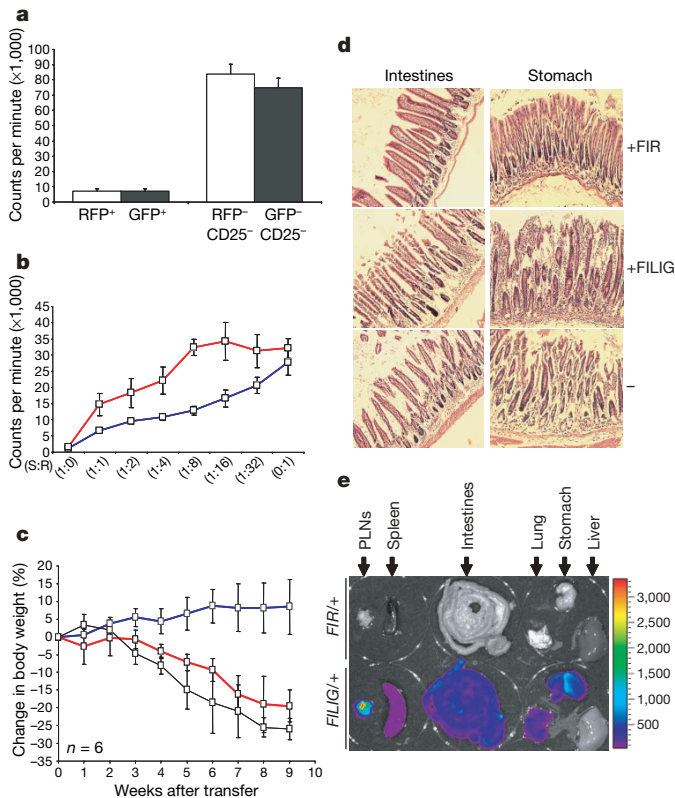 a
Counts per minute (×1,000)
100
90
80
70
60
50
40
30
20
10
0
RFP⁺ GFP⁺ RFP⁻ GFP⁻
CD25⁻ CD25⁻
b
Counts per minute (×1,000)
45
40
35
30
25
20
15
10
5
0
(S:R) (1:0) (1:1) (1:2) (1:4) (1:8) (1:16) (1:32) (0:1)
c
Change in body weight (%)
20
15
10
5
0
−5
−10
−15
−20
−25
−30
−35
n = 6
0 1 2 3 4 5 6 7 8 9 10
Weeks after transfer
d
Intestines Stomach
+FIR
+FILIG
–
e
PLNs
Spleen
Intestines
Lung
Stomach
Liver
FIR/+
FILIG/+
3,000
2,500
2,000
1,500
1,000
500